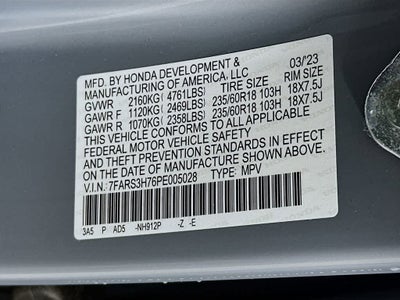 MFD. BY HONDA DEVELOPMENT & 03/23
MANUFACTURING OF AMERICA, LLC
GVWR 2160KG (4761LBS) TIRE SIZE RIM SIZE
GAWR F 1120KG (2469LBS) 235/60R18 103H 18X7.5J
GAWR R 1070KG (2358LBS) 235/60R18 103H 18X7.5J
THIS VEHICLE CONFORMS TO ALL APPLICABLE
FEDERAL MOTOR VEHICLE SAFETY
AND THEFT PREVENTION STANDARDS IN EFFECT
ON THE DATE OF MANUFACTURE SHOWN ABOVE.
V.I.N: 7FARS3H76PE005028 TYPE: MPV
3A5 P AD5 -NH912P -Z -E